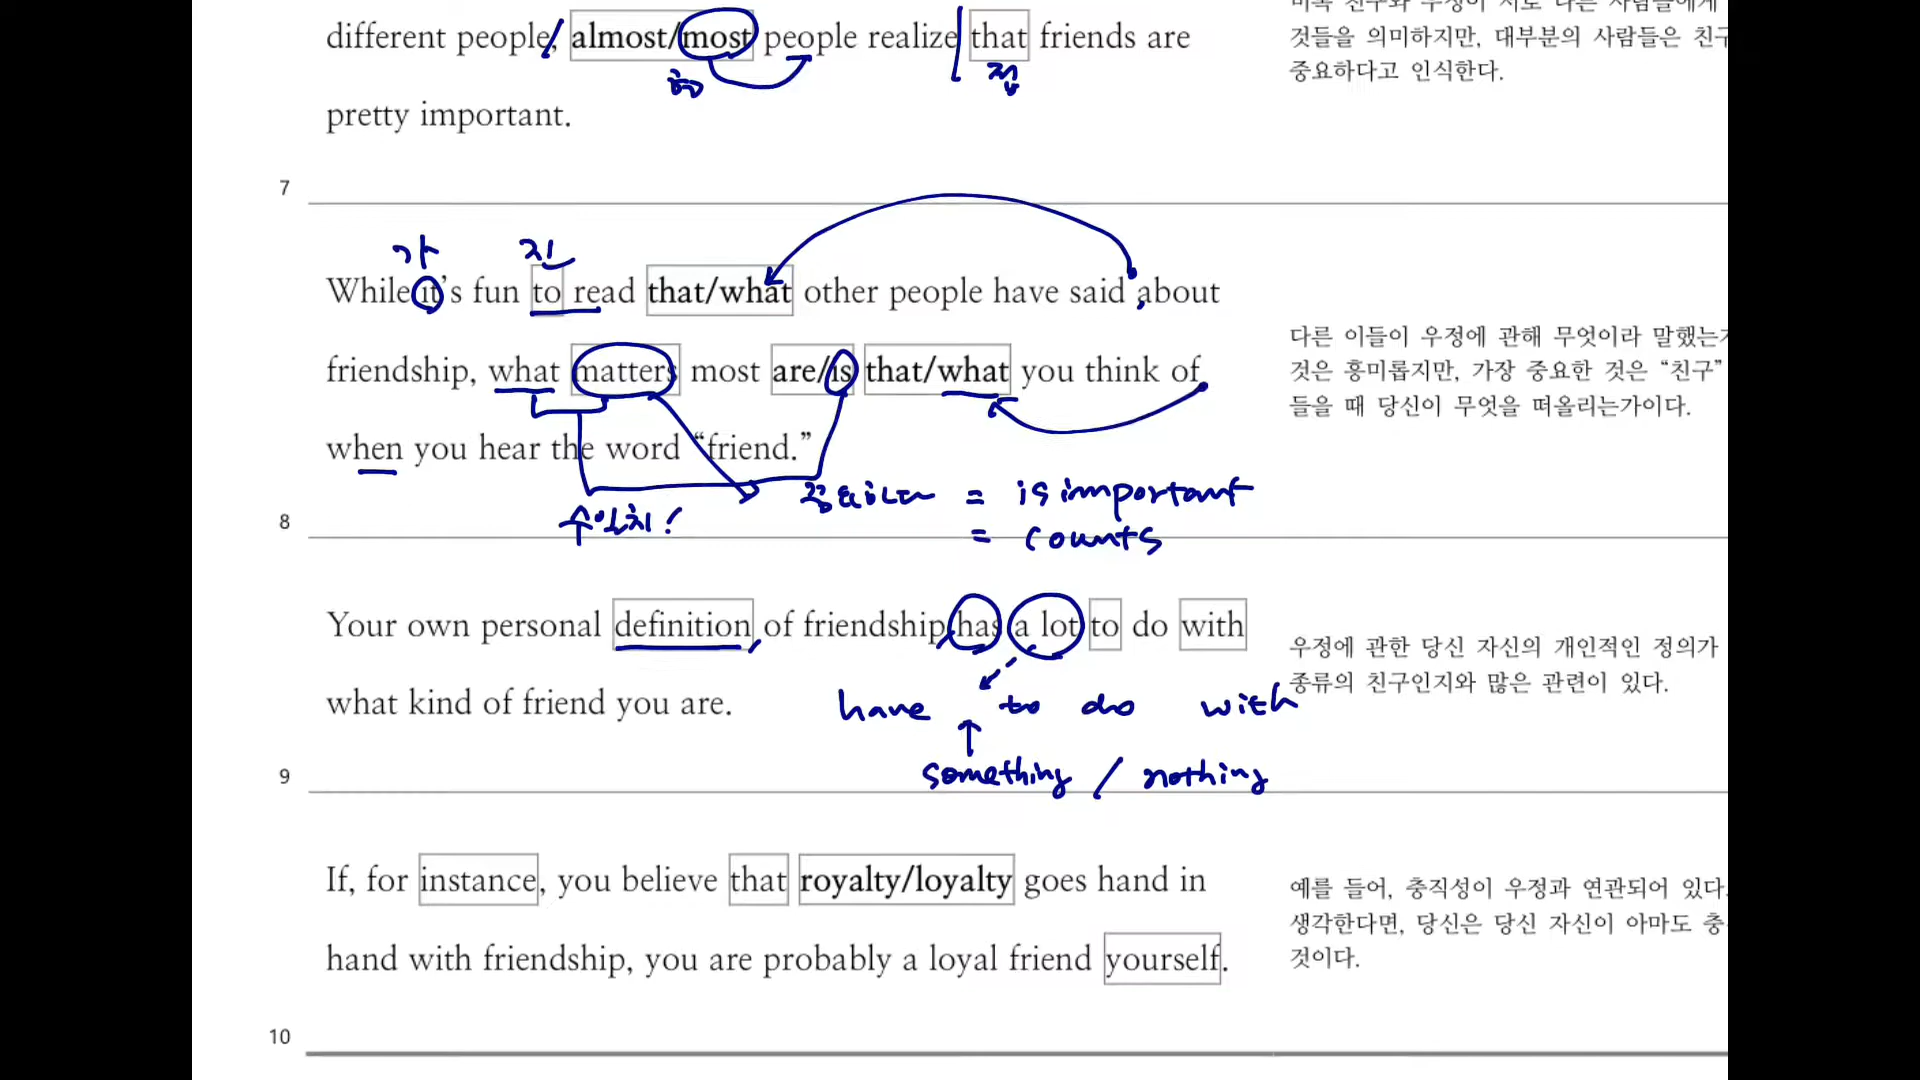 different people, almost/most people realize that friends are
것들을 의미하지만, 대부분의 사람들은 친구
중요하다고 인식한다.
형 접
pretty important.
7
가 진
While it's fun to read that/what other people have said about
다른 이들이 우정에 관해 무엇이라 말했는
friendship, what matters most are/is that/what you think of
것은 흥미롭지만, 가장 중요한 것은 “친구”
들을 때 당신이 무엇을 떠올리는가이다.
when you hear the word “friend.”
중요하다 = is important
수일치!
= counts
8
Your own personal definition of friendship has a lot to do with
우정에 관한 당신 자신의 개인적인 정의가
종류의 친구인지와 많은 관련이 있다.
what kind of friend you are.
have to do with
something / nothing
9
If, for instance, you believe that royalty/loyalty goes hand in
예를 들어, 충직성이 우정과 연관되어 있다
생각한다면, 당신은 당신 자신이 아마도 충
hand with friendship, you are probably a loyal friend yourself.
것이다.
10